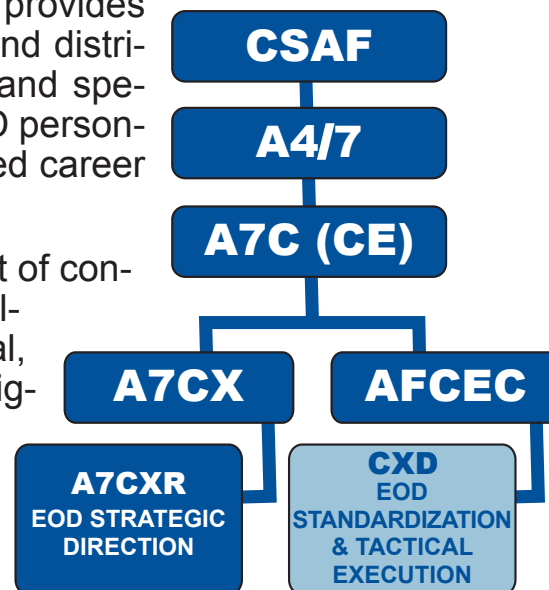 provides
nd distri-
and spe-
D person-
ed career
t of con-
l-
al,
ig-
CSAF
A4/7
A7C (CE)
A7CX
AFCEC
A7CXR
EOD STRATEGIC
DIRECTION
CXD
EOD
STANDARDIZATION
& TACTICAL
EXECUTION